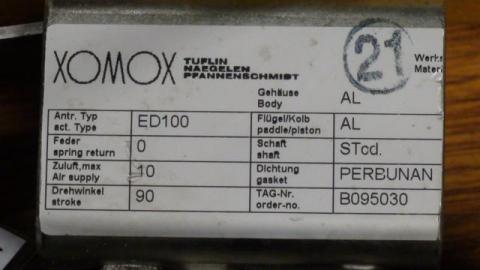 XOMOX TUFLIN
NAEGELEN
PFANNENSCHMIDT
21
Werks
Mater
Gehäuse
Body AL
Antr. Typ
act. Type ED100
Flügel/Kolb
paddle/piston AL
Feder
spring return 0
Schaft
shaft STcd.
Zuluft,max
Air supply 10
Dichtung
gasket PERBUNAN
Drehwinkel
stroke 90
TAG-Nr.
order-no. B095030